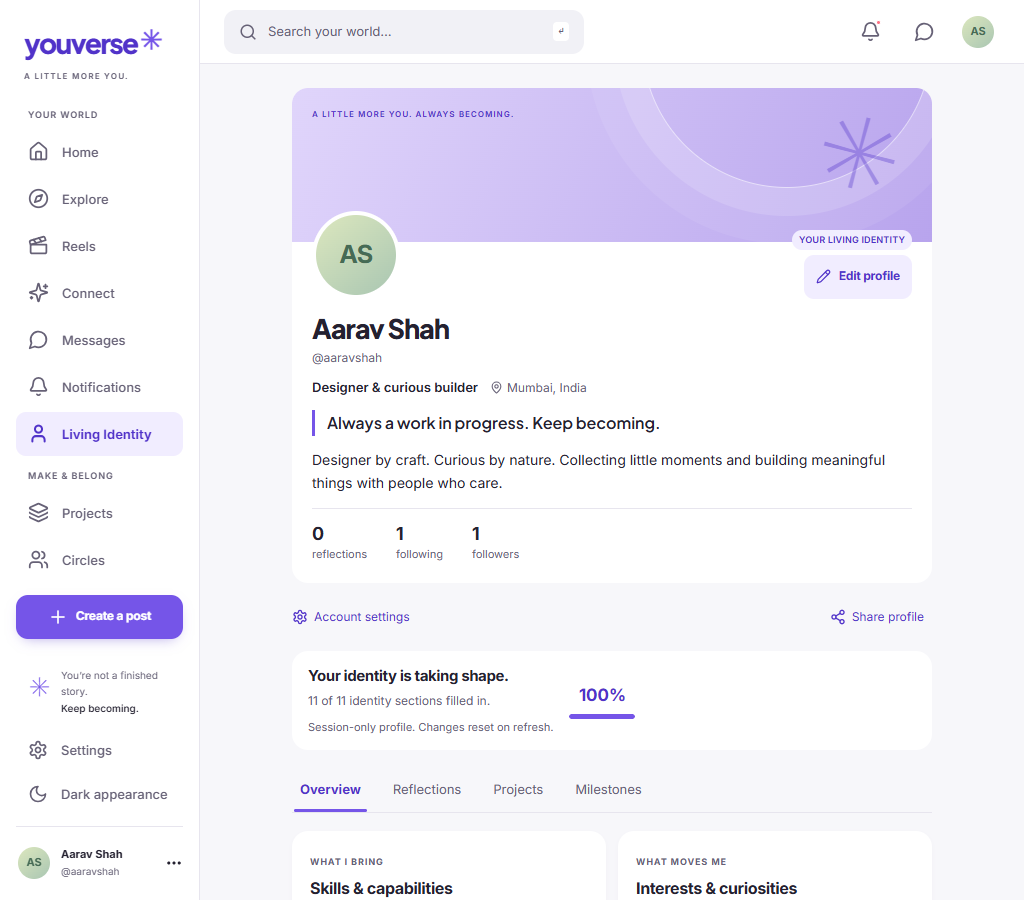 youverse
A LITTLE MORE YOU.
YOUR WORLD
Home
Explore
Reels
Connect
Messages
Notifications
Living Identity
MAKE & BELONG
Projects
Circles
Create a post
You're not a finished
story.
Keep becoming.
Settings
Dark appearance
AS
Aarav Shah
@aaravshah
Search your world...
AS
A LITTLE MORE YOU. ALWAYS BECOMING.
AS
YOUR LIVING IDENTITY
Edit profile
Aarav Shah
@aaravshah
Designer & curious builder
Mumbai, India
Always a work in progress. Keep becoming.
Designer by craft. Curious by nature. Collecting little moments and building meaningful
things with people who care.
0
reflections
1
following
1
followers
Account settings
Share profile
Your identity is taking shape.
11 of 11 identity sections filled in.
Session-only profile. Changes reset on refresh.
100%
Overview
Reflections
Projects
Milestones
WHAT I BRING
Skills & capabilities
WHAT MOVES ME
Interests & curiosities